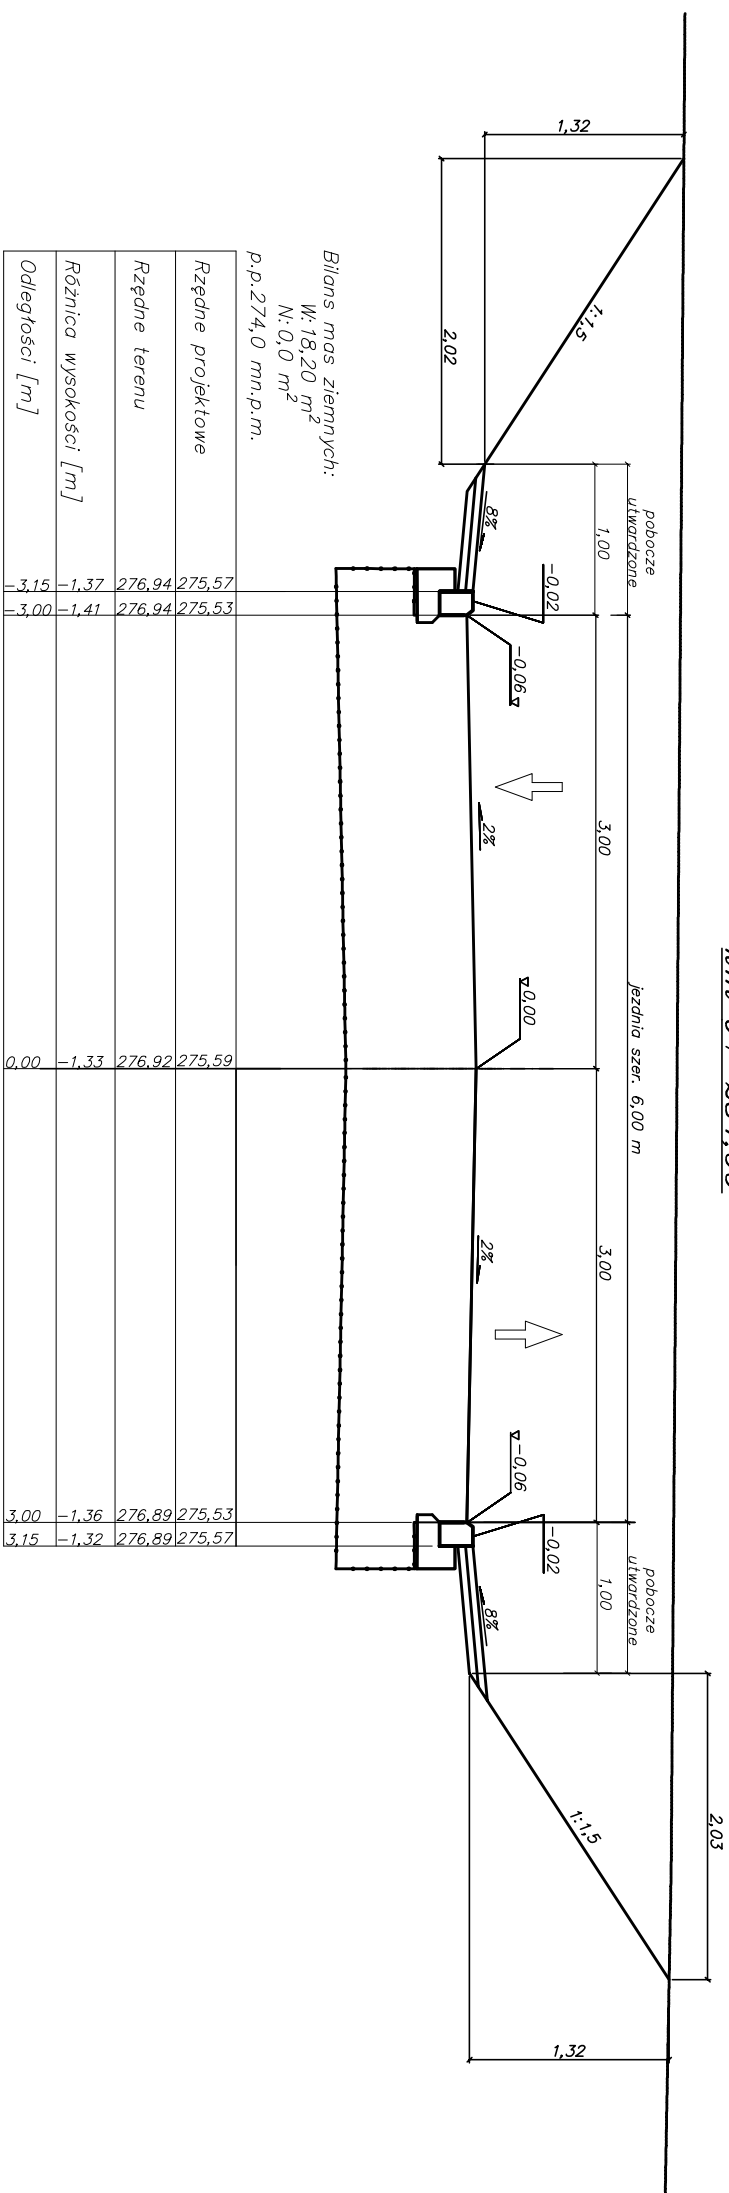 1,32
2,02
1:1,5
pobocze
utwardzone
1,00
8%
-0,02
-0,06
2%
3,00
jezdnia szer. 6,00 m
0,00
3,00
2%
-0,06
-0,02
pobocze
utwardzone
1,00
8%
1:1,5
2,03
1,32
Bilans mas ziemnych:
W:18,20 m²
N:0,0 m²
p.p.274,0 mn.p.m.
Rzędne projektowe 275,57 275,53 275,59 275,53 275,57
Rzędne terenu 276,94 276,94 276,92 276,89 276,89
Różnica wysokości [m] -1,37 -1,41 -1,33 -1,36 -1,32
Odległości [m] -3,15 -3,00 0,00 3,00 3,15